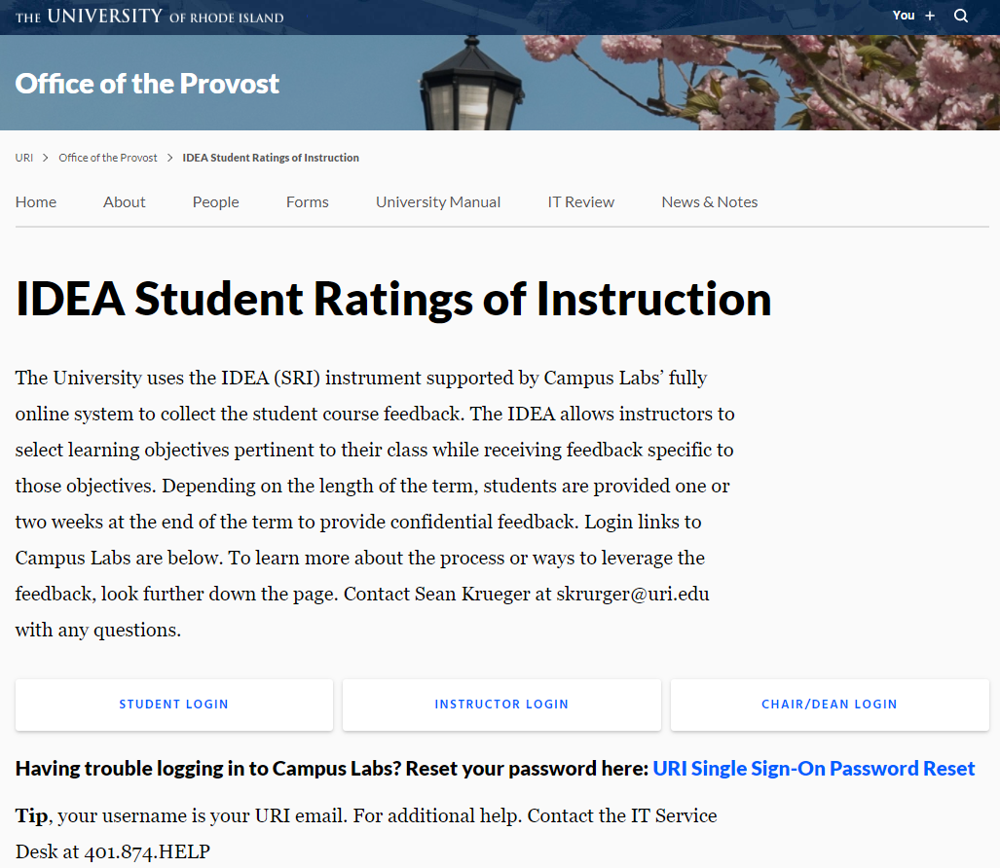 THE UNIVERSITY OF RHODE ISLAND
You +
Office of the Provost
URI > Office of the Provost > IDEA Student Ratings of Instruction
Home About People Forms University Manual IT Review News & Notes
IDEA Student Ratings of Instruction
The University uses the IDEA (SRI) instrument supported by Campus Labs’ fully
online system to collect the student course feedback. The IDEA allows instructors to
select learning objectives pertinent to their class while receiving feedback specific to
those objectives. Depending on the length of the term, students are provided one or
two weeks at the end of the term to provide confidential feedback. Login links to
Campus Labs are below. To learn more about the process or ways to leverage the
feedback, look further down the page. Contact Sean Krueger at skrurger@uri.edu
with any questions.
STUDENT LOGIN INSTRUCTOR LOGIN CHAIR/DEAN LOGIN
Having trouble logging in to Campus Labs? Reset your password here: URI Single Sign-On Password Reset
Tip, your username is your URI email. For additional help. Contact the IT Service
Desk at 401.874.HELP